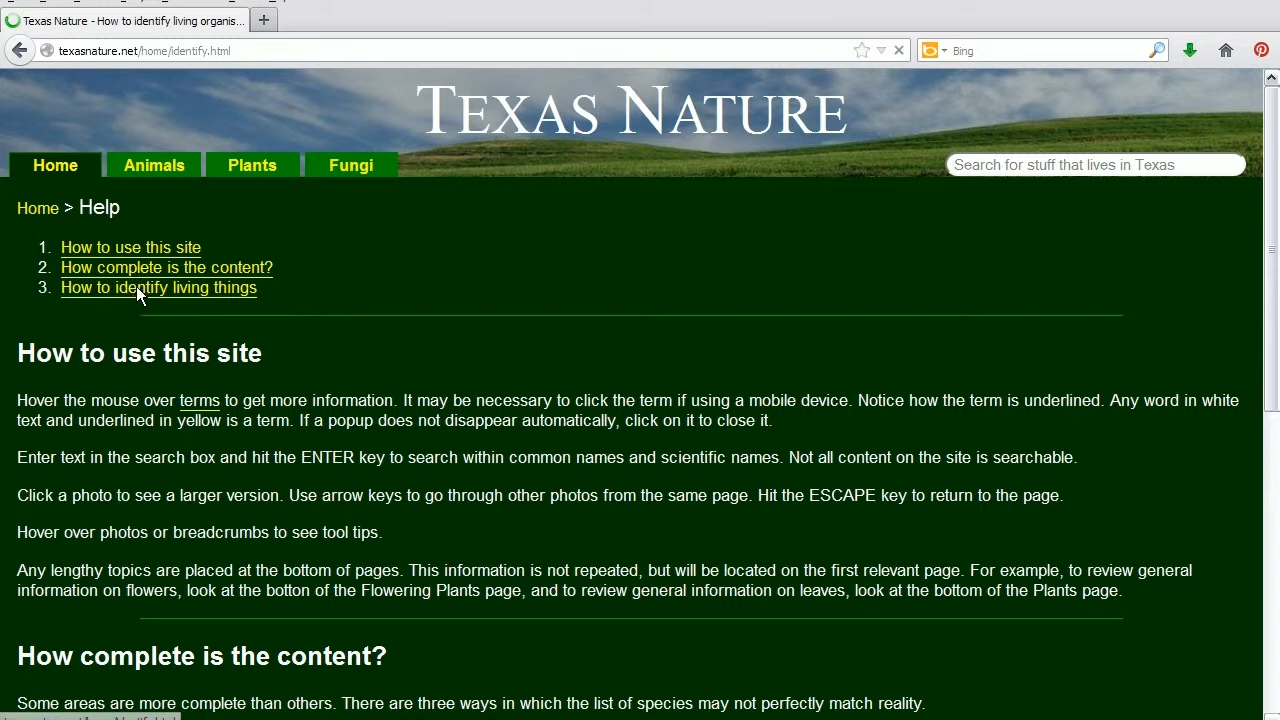 Texas Nature - How to identify living organis...
texasnature.net/home/identify.html
Bing
TEXAS NATURE
Home
Animals
Plants
Fungi
Search for stuff that lives in Texas
Home > Help
1. How to use this site
2. How complete is the content?
3. How to identify living things
How to use this site
Hover the mouse over terms to get more information. It may be necessary to click the term if using a mobile device. Notice how the term is underlined. Any word in white
text and underlined in yellow is a term. If a popup does not disappear automatically, click on it to close it.
Enter text in the search box and hit the ENTER key to search within common names and scientific names. Not all content on the site is searchable.
Click a photo to see a larger version. Use arrow keys to go through other photos from the same page. Hit the ESCAPE key to return to the page.
Hover over photos or breadcrumbs to see tool tips.
Any lengthy topics are placed at the bottom of pages. This information is not repeated, but will be located on the first relevant page. For example, to review general
information on flowers, look at the botton of the Flowering Plants page, and to review general information on leaves, look at the bottom of the Plants page.
How complete is the content?
Some areas are more complete than others. There are three ways in which the list of species may not perfectly match reality.